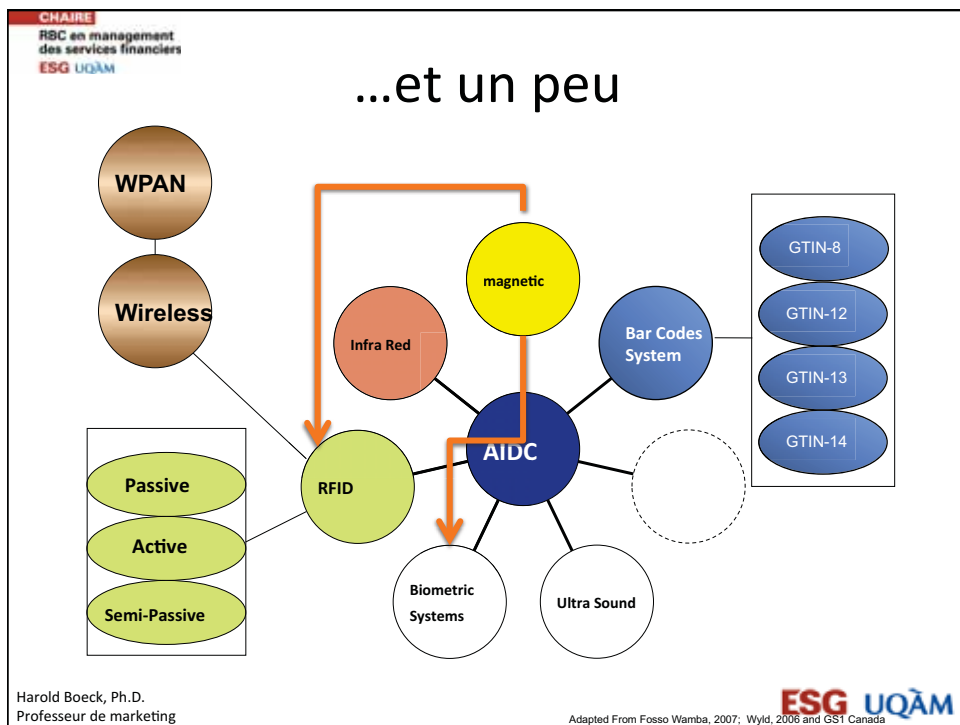 CHAIRE
RBC en management
des services financiers
ESG UQÀM
...et un peu
WPAN
Wireless
magnetic
Infra Red
Bar Codes
System
GTIN-8
GTIN-12
GTIN-13
GTIN-14
AIDC
RFID
Passive
Active
Semi-Passive
Biometric
Systems
Ultra Sound
Harold Boeck, Ph.D.
Professeur de marketing
ESG UQÀM
Adapted From Fosso Wamba, 2007; Wyld, 2006 and GS1 Canada